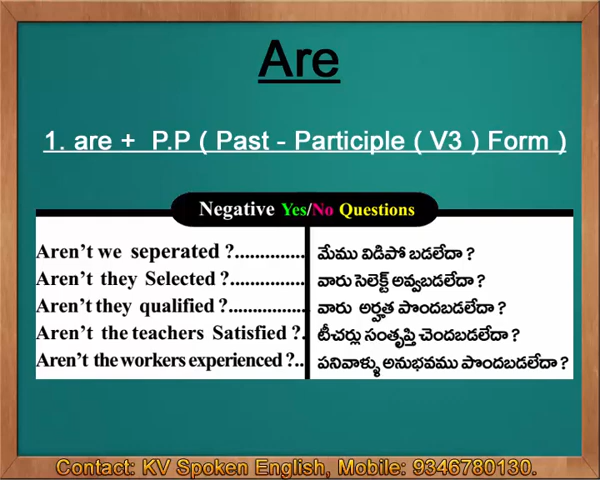 Are
1. are + P.P ( Past - Participle ( V3 ) Form )
Negative Yes/No Questions
Aren't we seperated ?............... మేము విడిపో బడలేదా ?
Aren't they Selected ?............... వారు సెలెక్ట్ అవ్వబడలేదా ?
Aren't they qualified ?................ వారు అర్హత పొందబడలేదా ?
Aren't the teachers Satisfied ?. టీచర్లు సంతృప్తి చెందబడలేదా ?
Aren't the workers experienced ?.. పనివాళ్ళు అనుభవము పొందబడలేదా ?
Contact: KV Spoken English, Mobile: 9346780130.